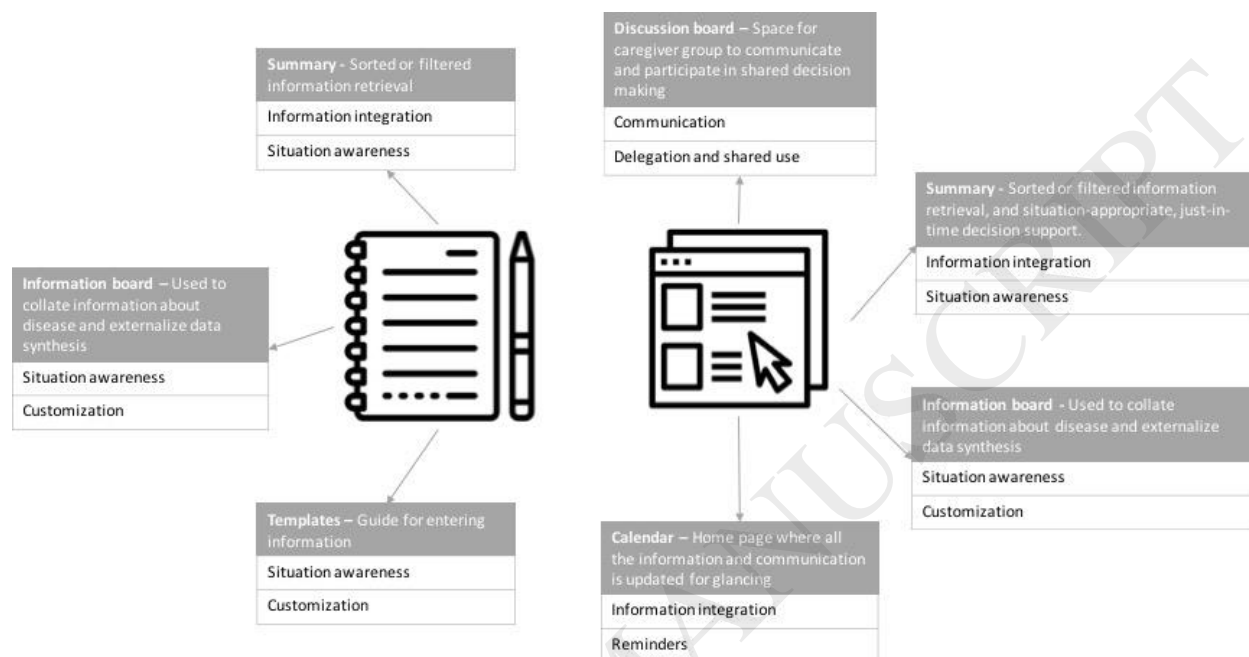 Summary - Sorted or filtered
information retrieval
Information integration
Situation awareness
Information board – Used to
collate information about
disease and externalize data
synthesis
Situation awareness
Customization
Templates – Guide for entering
information
Situation awareness
Customization
Discussion board – Space for
caregiver group to communicate
and participate in shared decision
making
Communication
Delegation and shared use
Summary - Sorted or filtered information
retrieval, and situation-appropriate, just-in-
time decision support.
Information integration
Situation awareness
Information board - Used to collate
information about disease and externalize
data synthesis
Situation awareness
Customization
Calendar – Home page where all
the information and communication
is updated for glancing
Information integration
Reminders
MANUSCRIPT